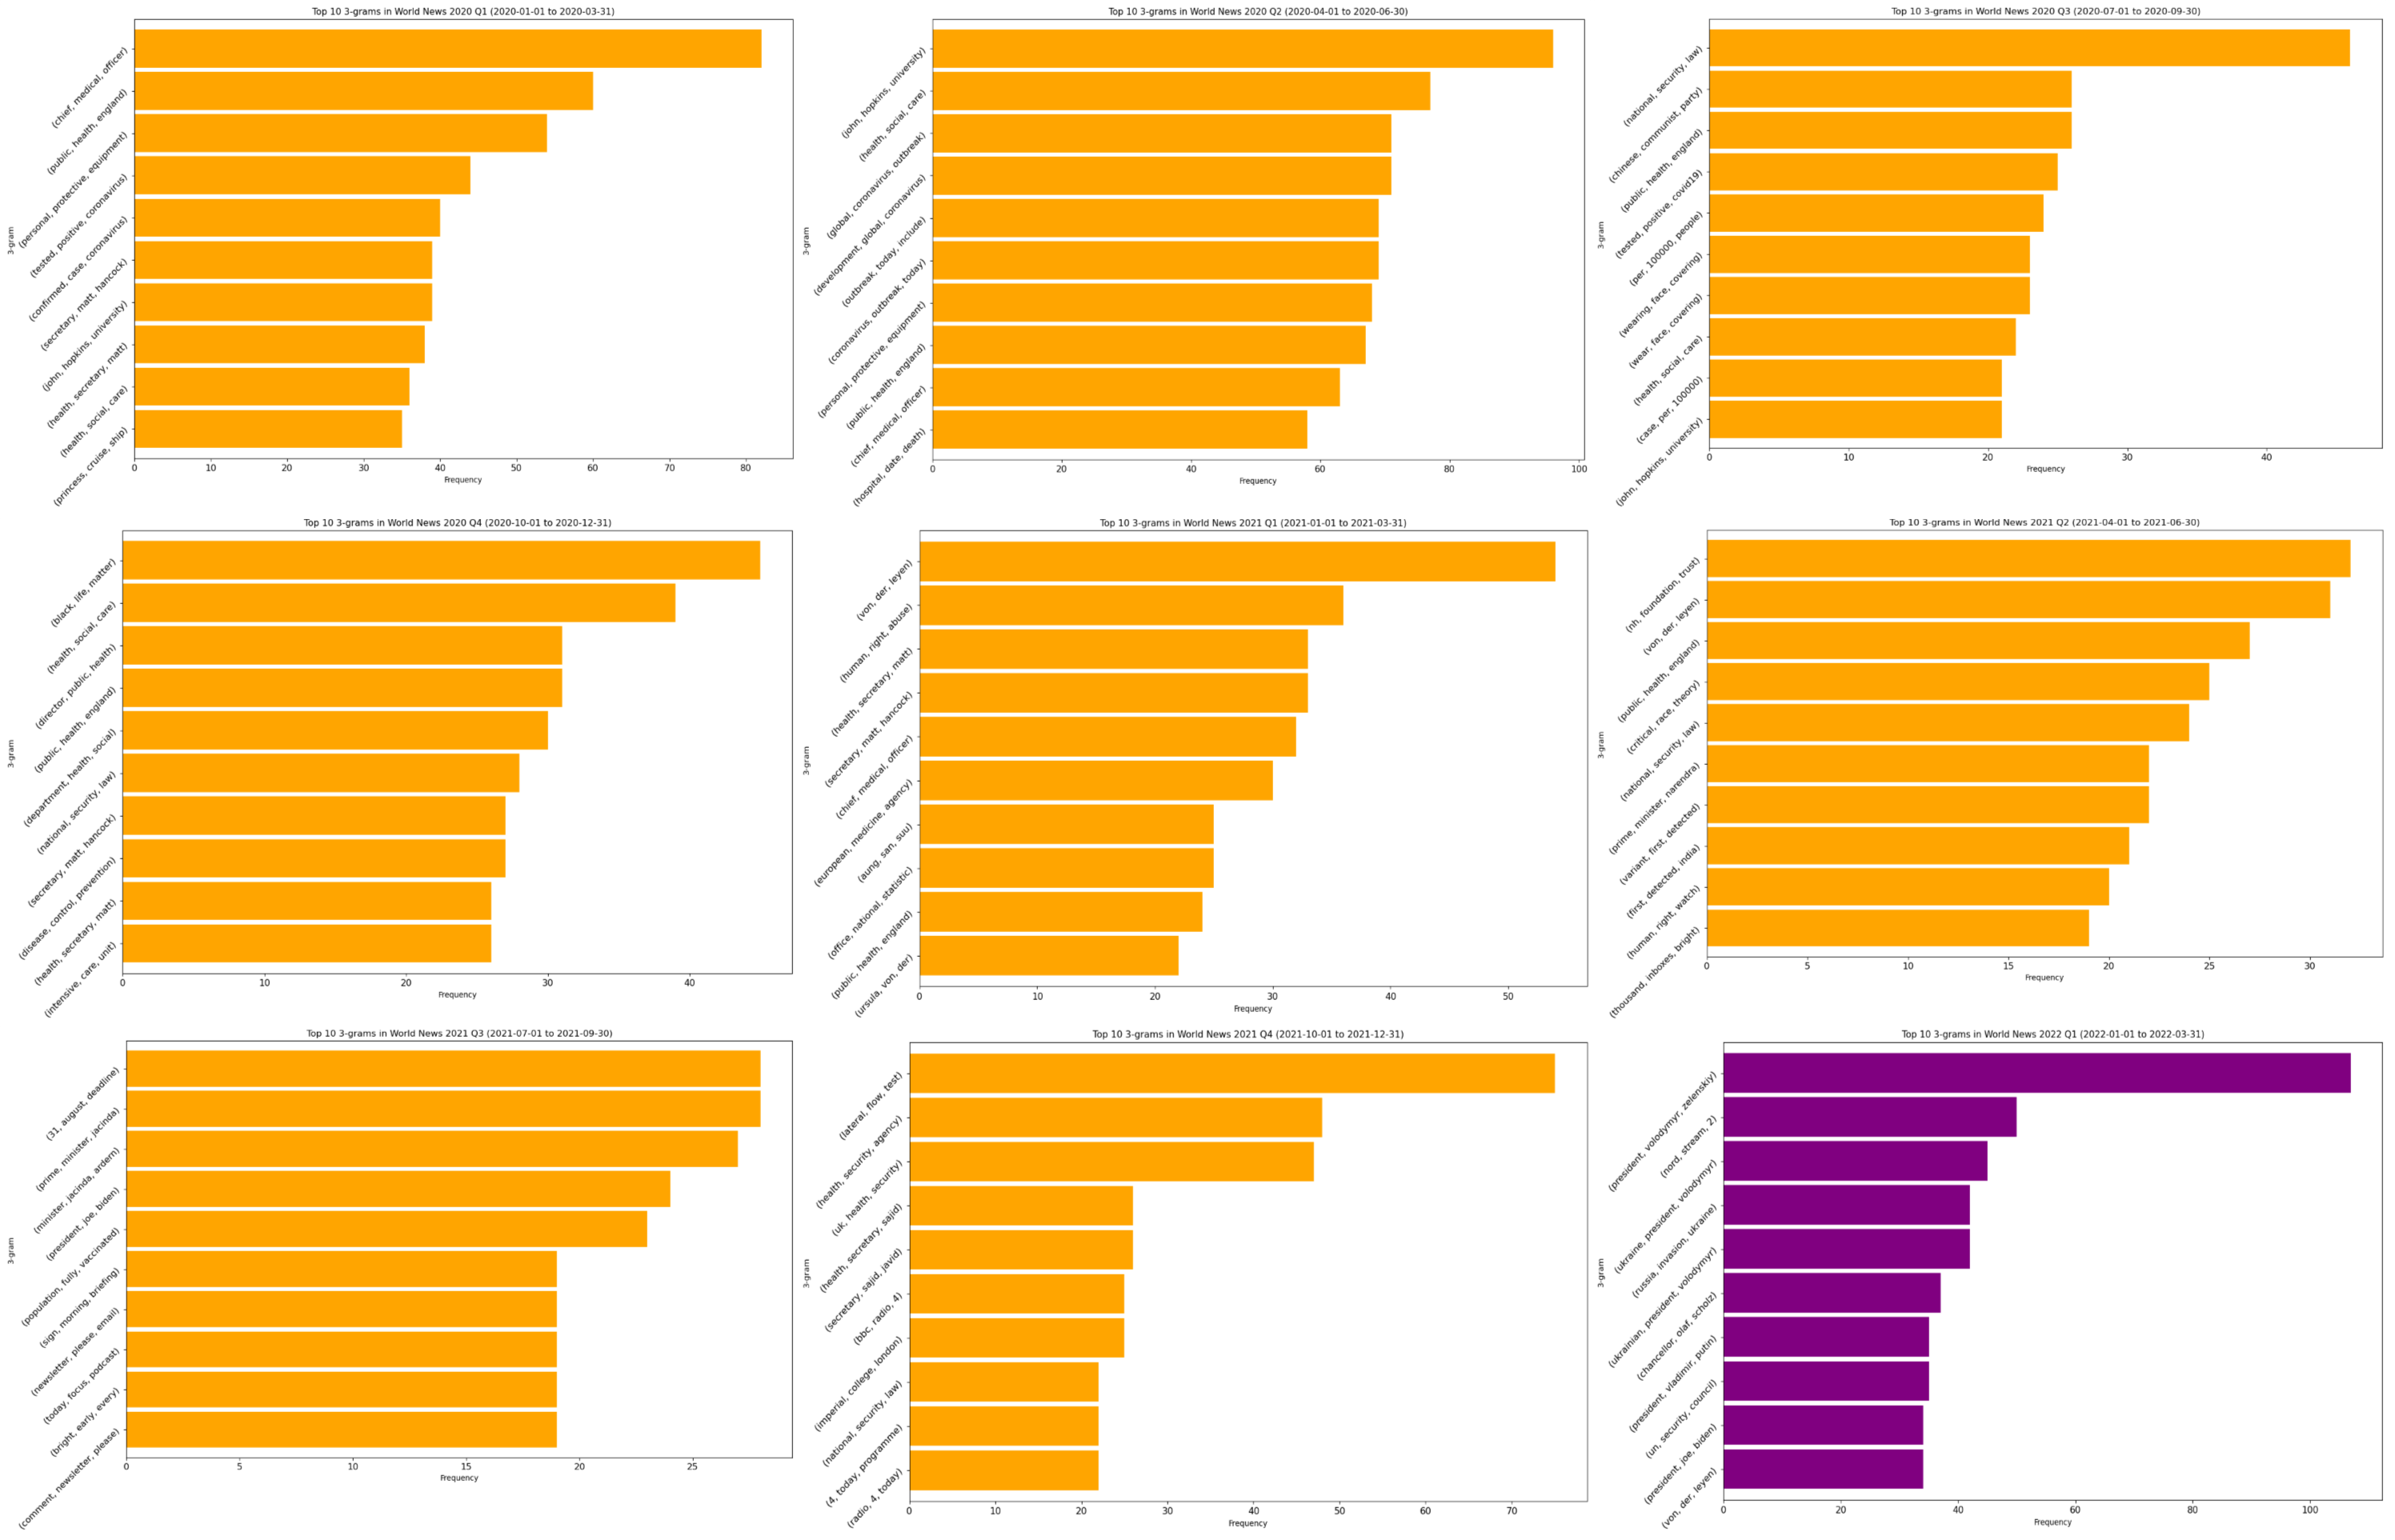 Top 10 3-grams in World News 2020 Q1 (2020-01-01 to 2020-03-31)
3-gram
(chief, medical, officer)
(public, health, england)
(personal, protective, equipment)
(tested, positive, coronavirus)
(confirmed, case, coronavirus)
(secretary, matt, hancock)
(john, hopkins, university)
(health, secretary, matt)
(health, social, care)
(princess, cruise, ship)
0 10 20 30 40 50 60 70 80
Frequency
Top 10 3-grams in World News 2020 Q2 (2020-04-01 to 2020-06-30)
3-gram
(john, hopkins, university)
(health, social, care)
(global, coronavirus, outbreak)
(development, global, coronavirus)
(outbreak, today, include)
(coronavirus, outbreak, today)
(personal, protective, equipment)
(public, health, england)
(chief, medical, officer)
(hospital, date, death)
0 20 40 60 80 100
Frequency
Top 10 3-grams in World News 2020 Q3 (2020-07-01 to 2020-09-30)
3-gram
(national, security, law)
(chinese, communist, party)
(public, health, england)
(tested, positive, covid19)
(per, 100000, people)
(wearing, face, covering)
(wear, face, covering)
(health, social, care)
(case, per, 100000)
(john, hopkins, university)
0 10 20 30 40
Frequency
Top 10 3-grams in World News 2020 Q4 (2020-10-01 to 2020-12-31)
3-gram
(black, life, matter)
(health, social, care)
(director, public, health)
(public, health, england)
(department, health, social)
(national, security, law)
(secretary, matt, hancock)
(disease, control, prevention)
(health, secretary, matt)
(intensive, care, unit)
0 10 20 30 40
Frequency
Top 10 3-grams in World News 2021 Q1 (2021-01-01 to 2021-03-31)
3-gram
(von, der, leyen)
(human, right, abuse)
(health, secretary, matt)
(secretary, matt, hancock)
(chief, medical, officer)
(european, medicine, agency)
(aung, san, suu)
(office, national, statistic)
(public, health, england)
(ursula, von, der)
0 10 20 30 40 50
Frequency
Top 10 3-grams in World News 2021 Q2 (2021-04-01 to 2021-06-30)
3-gram
(nh, foundation, trust)
(von, der, leyen)
(public, health, england)
(critical, race, theory)
(national, security, law)
(prime, minister, narendra)
(variant, first, detected)
(first, detected, india)
(human, right, watch)
(thousand, inboxes, bright)
0 5 10 15 20 25 30
Frequency
Top 10 3-grams in World News 2021 Q3 (2021-07-01 to 2021-09-30)
3-gram
(31, august, deadline)
(prime, minister, jacinda)
(minister, jacinda, ardern)
(president, joe, biden)
(population, fully, vaccinated)
(sign, morning, briefing)
(newsletter, please, email)
(today, focus, podcast)
(bright, early, every)
(comment, newsletter, please)
0 5 10 15 20 25
Frequency
Top 10 3-grams in World News 2021 Q4 (2021-10-01 to 2021-12-31)
3-gram
(lateral, flow, test)
(health, security, agency)
(uk, health, security)
(health, secretary, sajid)
(secretary, sajid, javid)
(bbc, radio, 4)
(imperial, college, london)
(national, security, law)
(4, today, programme)
(radio, 4, today)
0 10 20 30 40 50 60 70
Frequency
Top 10 3-grams in World News 2022 Q1 (2022-01-01 to 2022-03-31)
3-gram
(president, volodymyr, zelenskiy)
(nord, stream, 2)
(ukraine, president, volodymyr)
(russia, invasion, ukraine)
(ukrainian, president, volodymyr)
(chancellor, olaf, scholz)
(president, vladimir, putin)
(un, security, council)
(president, joe, biden)
(von, der, leyen)
0 20 40 60 80 100
Frequency